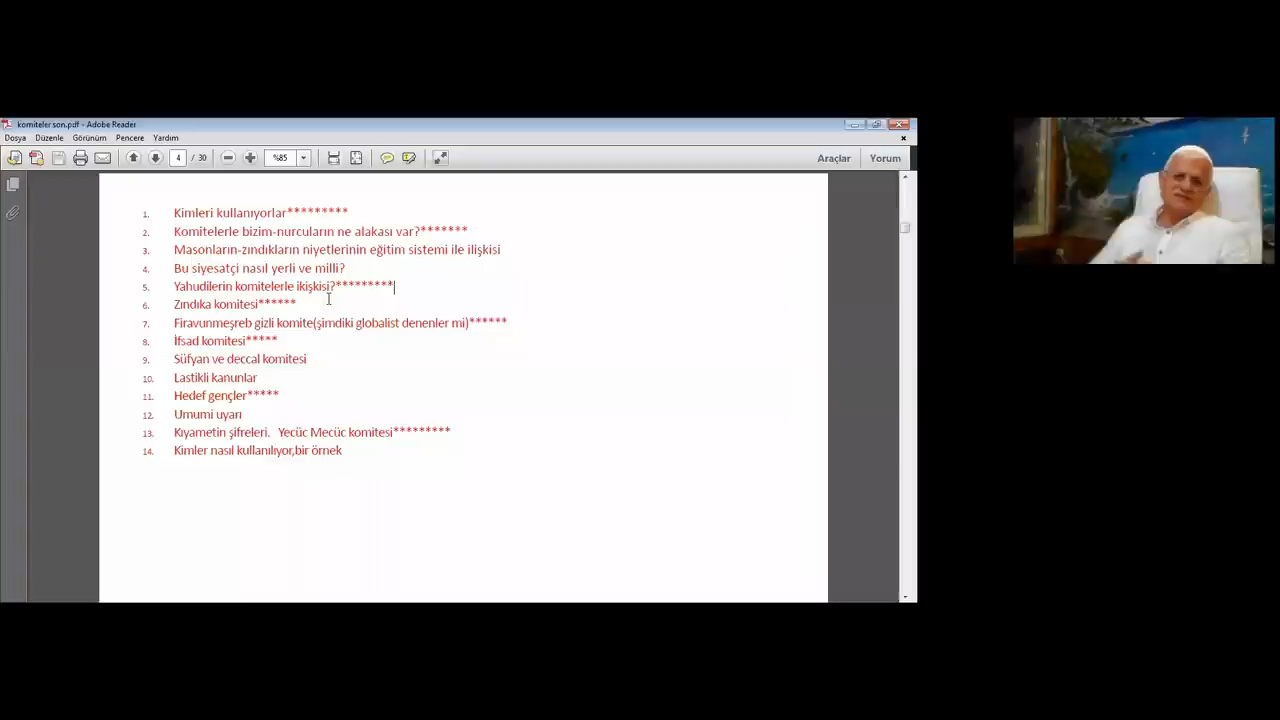 komiteler son.pdf - Adobe Reader
Dosya Düzenle Görünüm Pencere Yardım
4 / 30 %85 Araçlar Yorum
1. Kimleri kullanıyorlar*********
2. Komitelerle bizim-nurcuların ne alakası var?*******
3. Masonların-zındıkların niyetlerinin eğitim sistemi ile ilişkisi
4. Bu siyesatçi nasıl yerli ve milli?
5. Yahudilerin komitelerle ikişkisi?*********
6. Zındıka komitesi******
7. Firavunmeşreb gizli komite(şimdiki globalist denenler mi)******
8. İfsad komitesi*****
9. Süfyan ve deccal komitesi
10. Lastikli kanunlar
11. Hedef gençler*****
12. Umumi uyarı
13. Kıyametin şifreleri. Yecüc Mecüc komitesi*********
14. Kimler nasıl kullanılıyor,bir örnek